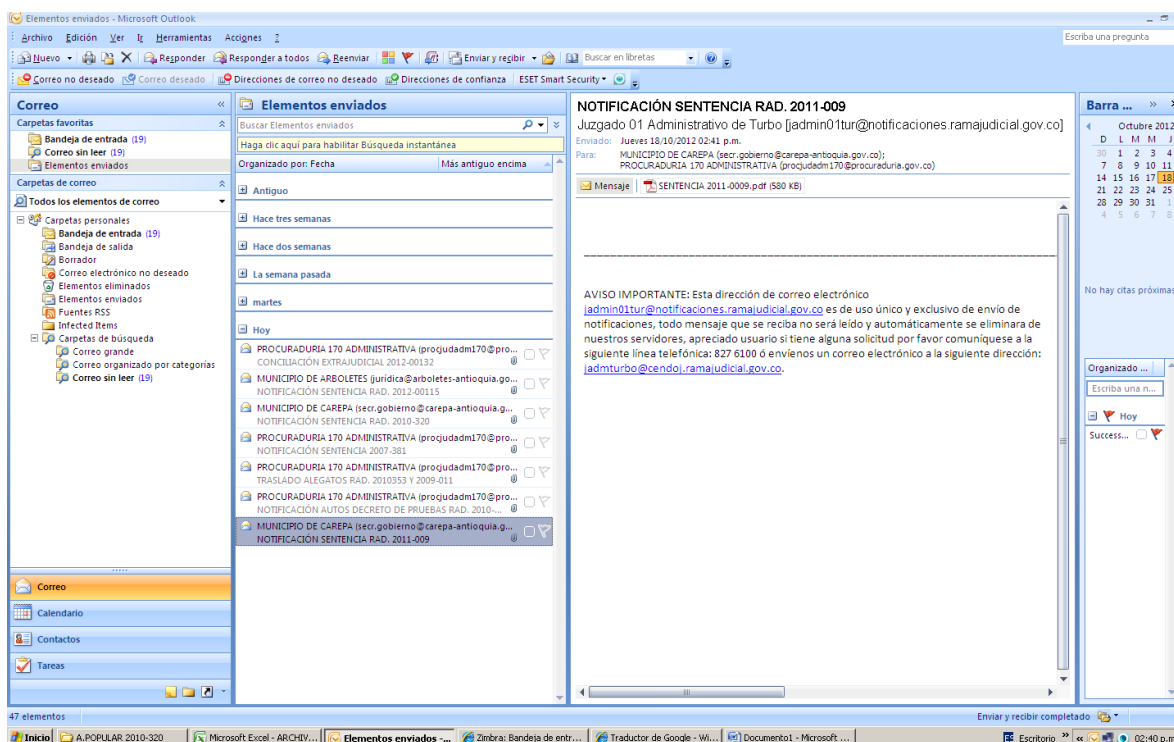 Elementos enviados - Microsoft Outlook
Archivo Edición Ver Ir Herramientas Acciones ?
Escriba una pregunta
Nuevo Responder Responder a todos Reenviar Enviar y recibir Buscar en libretas
Correo no deseado Correo deseado Direcciones de correo no deseado Direcciones de confianza ESET Smart Security
Correo
Carpetas favoritas
Bandeja de entrada (19)
Correo sin leer (19)
Elementos enviados
Carpetas de correo
Todos los elementos de correo
Carpetas personales
Bandeja de entrada (19)
Bandeja de salida
Borrador
Correo electrónico no deseado
Elementos eliminados
Elementos enviados
Fuentes RSS
Infected Items
Carpetas de búsqueda
Correo grande
Correo organizado por categorías
Correo sin leer (19)
Correo
Calendario
Contactos
Tareas
Elementos enviados
Buscar Elementos enviados
Haga clic aquí para habilitar Búsqueda instantánea
Organizado por: Fecha Más antiguo encima
Antiguo
Hace tres semanas
Hace dos semanas
La semana pasada
martes
Hoy
PROCURADURIA 170 ADMINISTRATIVA (procjudadm170@pro...
CONCILIACIÓN EXTRAJUDICIAL 2012-00132
MUNICIPIO DE ARBOLETES (jurídica@arboletes-antioquia.go...
NOTIFICACIÓN SENTENCIA RAD. 2012-00115
MUNICIPIO DE CAREPA (secr.gobierno@carepa-antioquia.g...
NOTIFICACIÓN SENTENCIA RAD. 2010-320
PROCURADURIA 170 ADMINISTRATIVA (procjudadm170@pro...
NOTIFICACIÓN SENTENCIA 2007-381
PROCURADURIA 170 ADMINISTRATIVA (procjudadm170@pro...
TRASLADO ALEGATOS RAD. 2010353 Y 2009-011
PROCURADURIA 170 ADMINISTRATIVA (procjudadm170@pro...
NOTIFICACIÓN AUTOS DECRETO DE PRUEBAS RAD. 2010-...
MUNICIPIO DE CAREPA (secr.gobierno@carepa-antioquia.g...
NOTIFICACIÓN SENTENCIA RAD. 2011-009
NOTIFICACIÓN SENTENCIA RAD. 2011-009
Juzgado 01 Administrativo de Turbo [jadmin01tur@notificaciones.ramajudicial.gov.co]
Enviado: Jueves 18/10/2012 02:41 p.m.
Para: MUNICIPIO DE CAREPA (secr.gobierno@carepa-antioquia.gov.co);
PROCURADURIA 170 ADMINISTRATIVA (procjudadm170@procuraduria.gov.co)
Mensaje SENTENCIA 2011-0009.pdf (580 KB)
AVISO IMPORTANTE: Esta dirección de correo electrónico
jadmin01tur@notificaciones.ramajudicial.gov.co es de uso único y exclusivo de envío de
notificaciones, todo mensaje que se reciba no será leído y automáticamente se eliminara de
nuestros servidores, apreciado usuario si tiene alguna solicitud por favor comuníquese a la
siguiente línea telefónica: 827 6100 ó envíenos un correo electrónico a la siguiente dirección:
jadmturbo@cendoj.ramajudicial.gov.co.
Barra ...
Octubre 2012
D L M M J
30 1 2 3 4
7 8 9 10 11
14 15 16 17 18
21 22 23 24 25
28 29 30 31 1
4 5 6 7 8
No hay citas próximas
Organizado ...
Escriba una n...
Hoy
Success...
47 elementos
Enviar y recibir completado
Inicio A.POPULAR 2010-320 Microsoft Excel - ARCHIV... Elementos enviados -... Zimbra: Bandeja de entr... Traductor de Google - Wi... Documento1 - Microsoft ... ES Escritorio 02:40 p.m.